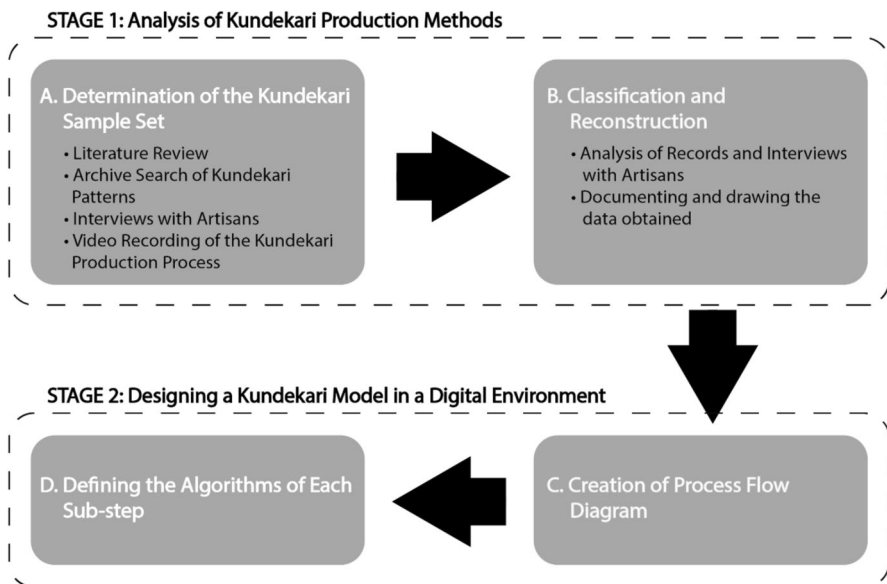 STAGE 1: Analysis of Kundekari Production Methods
A. Determination of the Kundekari
Sample Set
• Literature Review
• Archive Search of Kundekari
Patterns
• Interviews with Artisans
• Video Recording of the Kundekari
Production Process
B. Classification and
Reconstruction
• Analysis of Records and Interviews
with Artisans
• Documenting and drawing the
data obtained
STAGE 2: Designing a Kundekari Model in a Digital Environment
D. Defining the Algorithms of Each
Sub-step
C. Creation of Process Flow
Diagram